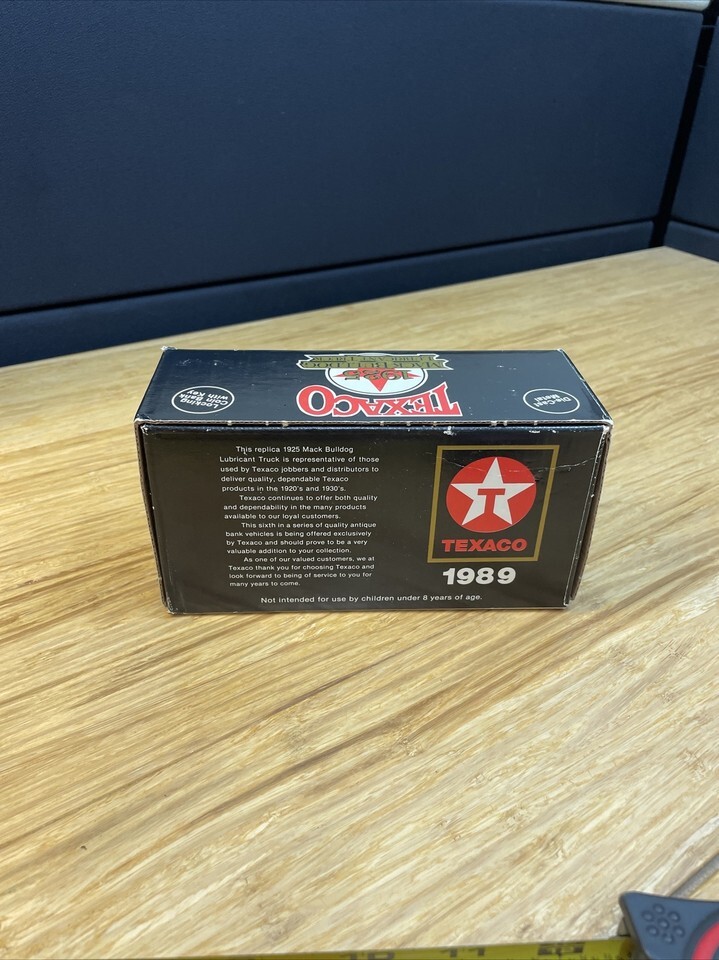 MACK BULLDOG
LUBRICANT TRUCK
1925
TEXACO
Locking
Coin Bank
with Key
Die Cast
Metal
This replica 1925 Mack Bulldog
Lubricant Truck is representative of those
used by Texaco jobbers and distributors to
deliver quality, dependable Texaco
products in the 1920's and 1930's.
Texaco continues to offer both quality
and dependability in the many products
available to our loyal customers.
This sixth in a series of quality antique
bank vehicles is being offered exclusively
by Texaco and should prove to be a very
valuable addition to your collection.
As one of our valued customers, we at
Texaco thank you for choosing Texaco and
look forward to being of service to you for
many years to come.
T
TEXACO
1989
Not intended for use by children under 8 years of age.